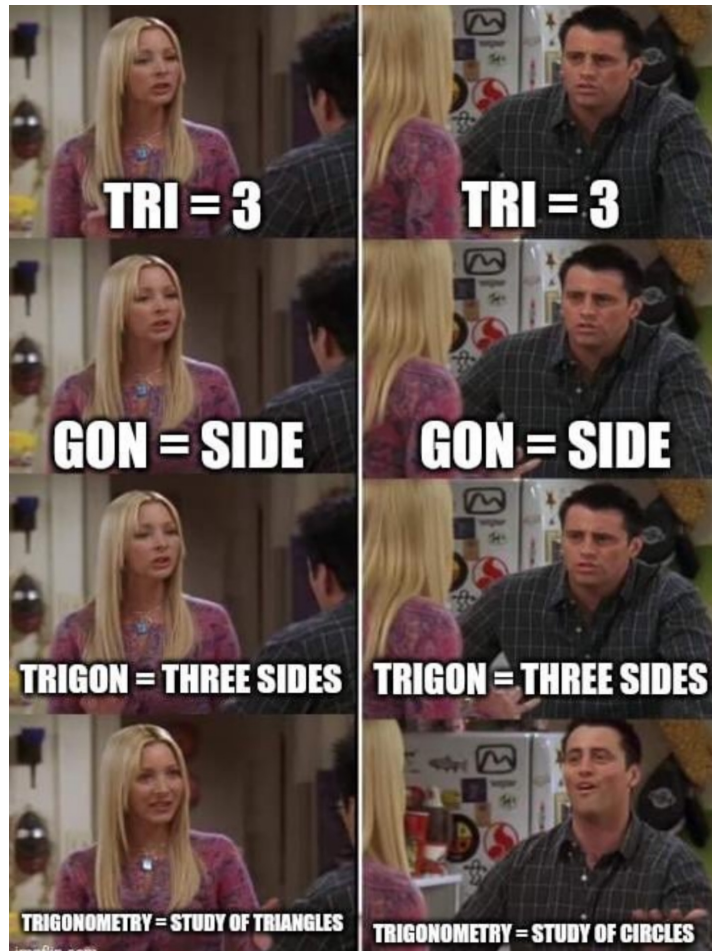 TRI = 3
TRI = 3
GON = SIDE
GON = SIDE
TRIGON = THREE SIDES
TRIGON = THREE SIDES
TRIGONOMETRY = STUDY OF TRIANGLES
TRIGONOMETRY = STUDY OF CIRCLES